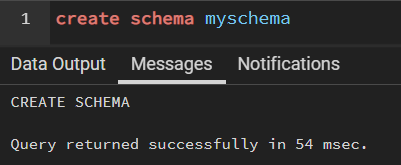 1 create schema myschema
Data Output Messages Notifications
CREATE SCHEMA
Query returned successfully in 54 msec.